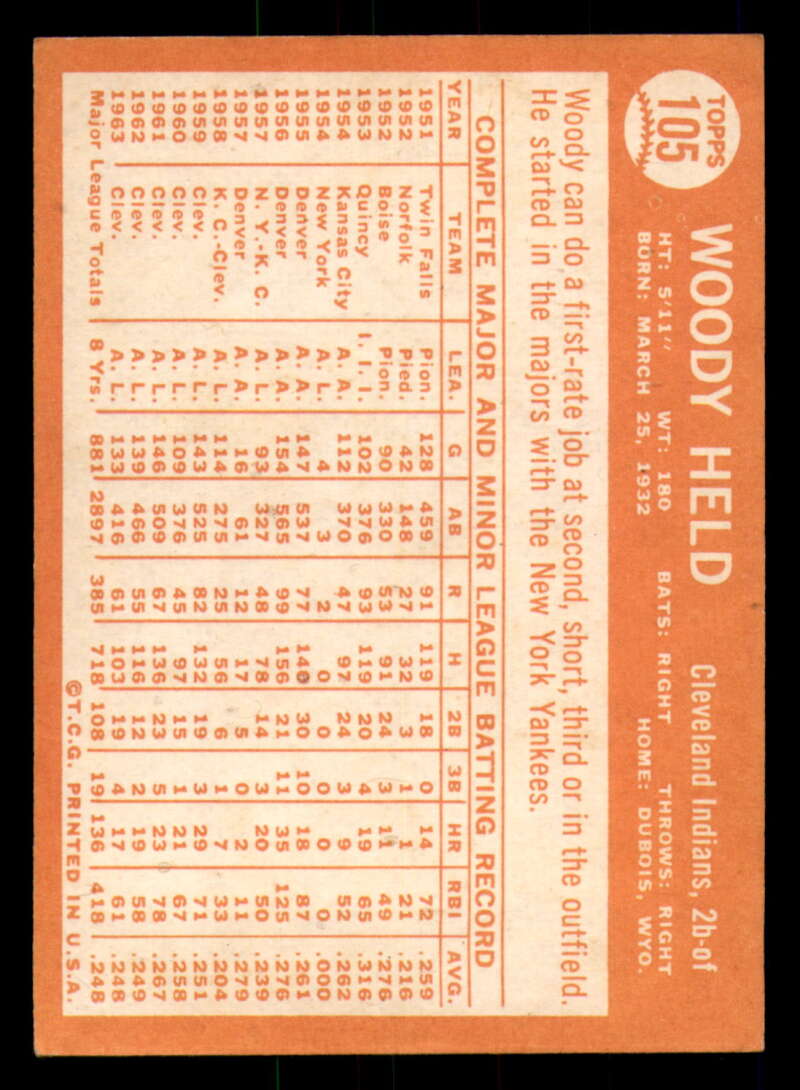 TOPPS
105
WOODY HELD Cleveland Indians, 2b-of
HT: 5'11" WT: 180 BATS: RIGHT THROWS: RIGHT
BORN: MARCH 25, 1932 HOME: DUBOIS, WYO.
Woody can do a first-rate job at second, short, third or in the outfield.
He started in the majors with the New York Yankees.
COMPLETE MAJOR AND MINOR LEAGUE BATTING RECORD
YEAR TEAM LEA. G AB R H 2B 3B HR RBI AVG.
1951 Twin Falls Pion. 128 459 91 119 18 0 14 72 .259
1952 Norfolk Pied. 42 148 27 32 3 1 1 21 .216
1952 Boise Pion. 90 330 53 91 24 3 11 49 .276
1953 Quincy I. I. I. 102 376 93 119 20 4 19 65 .316
1954 Kansas City A. A. 112 370 47 97 24 3 9 52 .262
1954 New York A. L. 4 3 2 0 0 0 0 0 .000
1955 Denver A. A. 147 537 77 140 30 10 18 87 .261
1956 Denver A. A. 154 565 99 156 21 11 35 125 .276
1957 N. Y.-K. C. A. L. 93 327 48 78 14 3 20 50 .239
1957 Denver A. A. 16 61 12 17 5 0 2 11 .279
1958 K. C.-Clev. A. L. 114 275 25 56 6 1 7 33 .204
1959 Clev. A. L. 143 525 82 132 19 3 29 71 .251
1960 Clev. A. L. 109 376 45 97 15 1 21 67 .258
1961 Clev. A. L. 146 509 67 136 23 5 23 78 .267
1962 Clev. A. L. 139 466 55 116 12 2 19 58 .249
1963 Clev. A. L. 133 416 61 103 19 4 17 61 .248
Major League Totals 8 Yrs. 881 2897 385 718 108 19 136 418 .248
©T.C.G. PRINTED IN U.S.A.